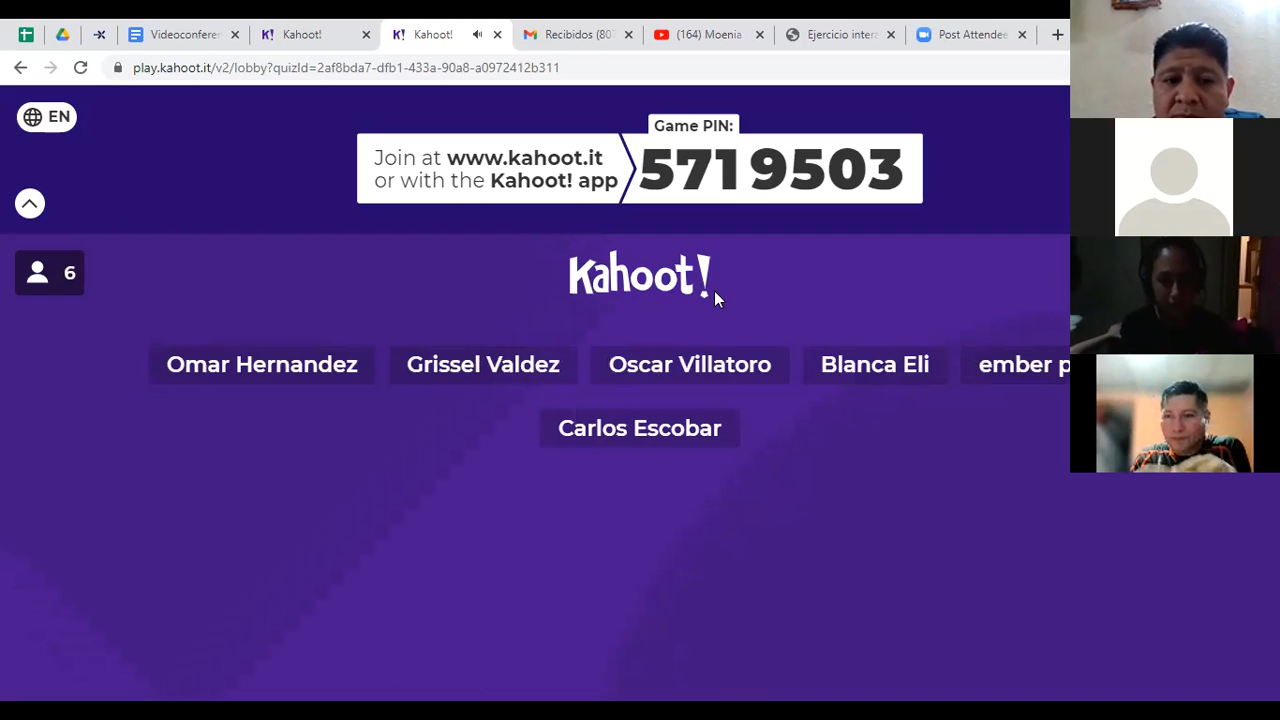 Videoconferen
Kahoot!
Kahoot!
Recibidos (80
(164) Moenia
Ejercicio intera
Post Attendee
play.kahoot.it/v2/lobby?quizId=2af8bda7-dfb1-433a-90a8-a0972412b311
EN
Game PIN:
Join at www.kahoot.it
or with the Kahoot! app
571 9503
6
Kahoot!
Omar Hernandez
Grissel Valdez
Oscar Villatoro
Blanca Eli
ember p
Carlos Escobar